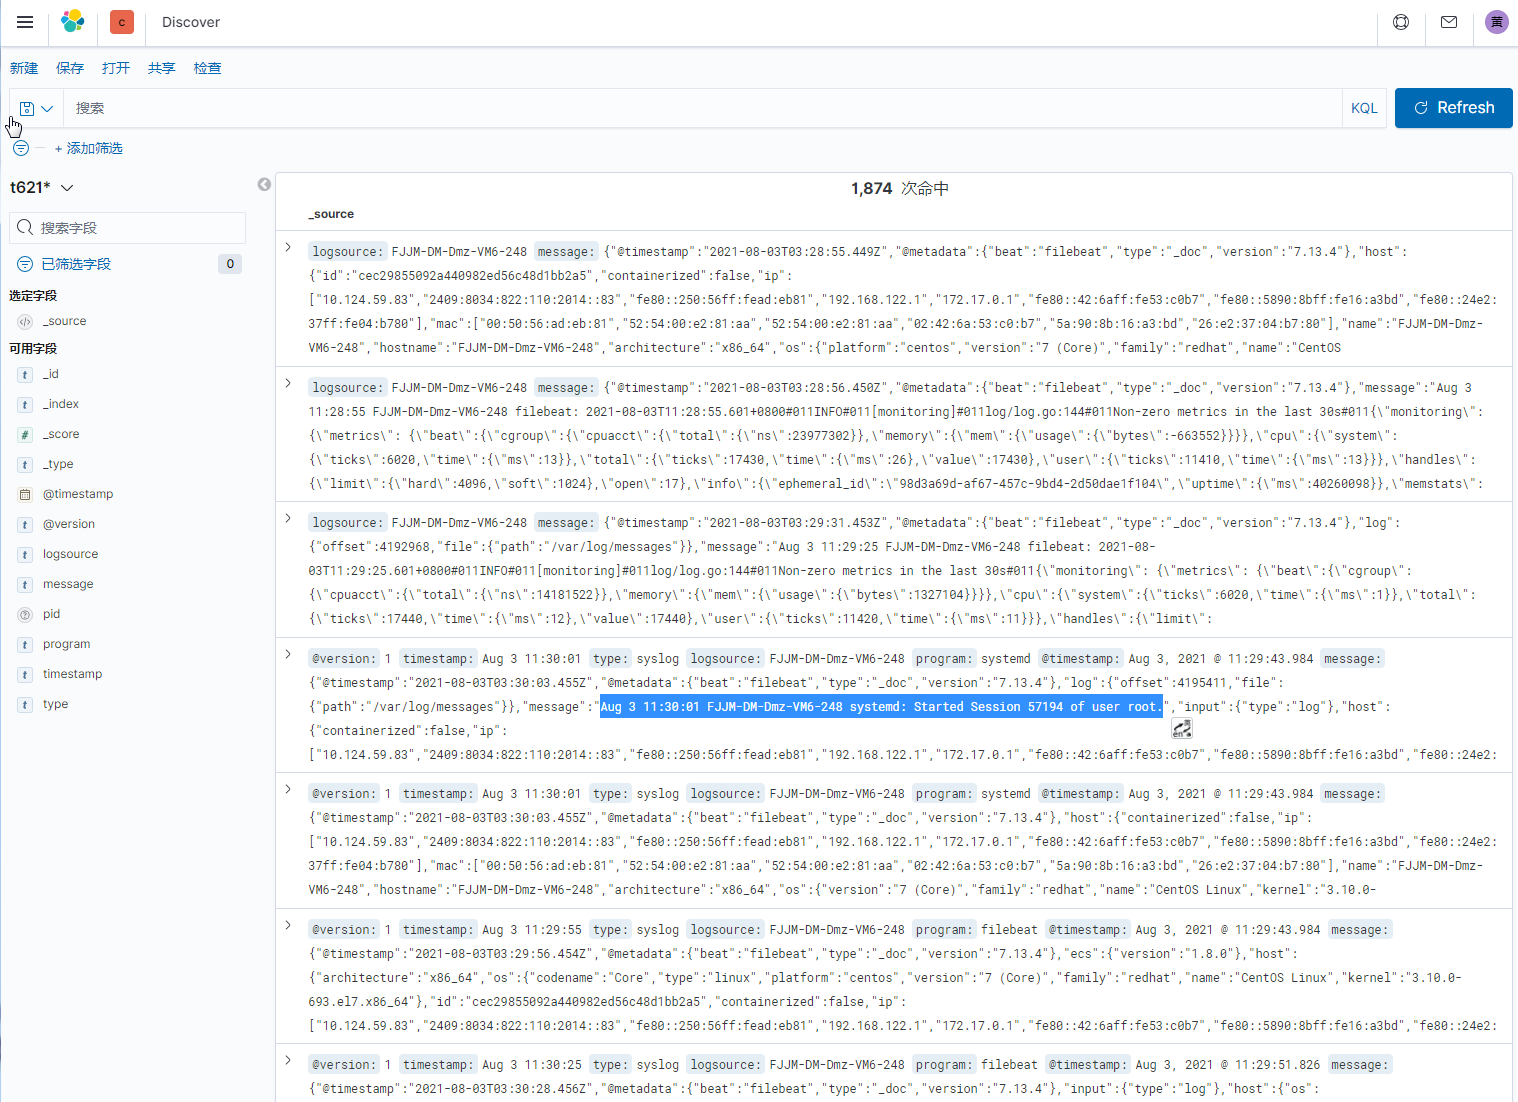 c Discover 黄
新建 保存 打开 共享 检查
搜索 KQL Refresh
+ 添加筛选
t621*
搜索字段
已筛选字段 0
选定字段
</> _source
可用字段
t _id
t _index
# _score
t _type
@timestamp
t @version
t logsource
t message
? pid
t program
t timestamp
t type
1,874 次命中
_source
logsource: FJJM-DM-Dmz-VM6-248 message: {"@timestamp":"2021-08-03T03:28:55.449Z","@metadata":{"beat":"filebeat","type":"_doc","version":"7.13.4"},"host":
{"id":"cec29855092a440982ed56c48d1bb2a5","containerized":false,"ip":
["10.124.59.83","2409:8034:822:110:2014::83","fe80::250:56ff:fead:eb81","192.168.122.1","172.17.0.1","fe80::42:6aff:fe53:c0b7","fe80::5890:8bff:fe16:a3bd","fe80::24e2:
37ff:fe04:b780"],"mac":["00:50:56:ad:eb:81","52:54:00:e2:81:aa","52:54:00:e2:81:aa","02:42:6a:53:c0:b7","5a:90:8b:16:a3:bd","26:e2:37:04:b7:80"],"name":"FJJM-DM-Dmz-
VM6-248","hostname":"FJJM-DM-Dmz-VM6-248","architecture":"x86_64","os":{"platform":"centos","version":"7 (Core)","family":"redhat","name":"CentOS
logsource: FJJM-DM-Dmz-VM6-248 message: {"@timestamp":"2021-08-03T03:28:56.450Z","@metadata":{"beat":"filebeat","type":"_doc","version":"7.13.4"},"message":"Aug 3
11:28:55 FJJM-DM-Dmz-VM6-248 filebeat: 2021-08-03T11:28:55.601+0800#011INFO#011[monitoring]#011log/log.go:144#011Non-zero metrics in the last 30s#011{\"monitoring\":
{\"metrics\": {\"beat\":{\"cgroup\":{\"cpuacct\":{\"total\":{\"ns\":23977302}},\"memory\":{\"mem\":{\"usage\":{\"bytes\":-663552}}}},\"cpu\":{\"system\":
{\"ticks\":6020,\"time\":{\"ms\":13}},\"total\":{\"ticks\":17430,\"time\":{\"ms\":26},\"value\":17430},\"user\":{\"ticks\":11410,\"time\":{\"ms\":13}}},\"handles\":
{\"limit\":{\"hard\":4096,\"soft\":1024},\"open\":17},\"info\":{\"ephemeral_id\":\"98d3a69d-af67-457c-9bd4-2d50dae1f104\",\"uptime\":{\"ms\":40260098}},\"memstats\":
logsource: FJJM-DM-Dmz-VM6-248 message: {"@timestamp":"2021-08-03T03:29:31.453Z","@metadata":{"beat":"filebeat","type":"_doc","version":"7.13.4"},"log":
{"offset":4192968,"file":{"path":"/var/log/messages"}},"message":"Aug 3 11:29:25 FJJM-DM-Dmz-VM6-248 filebeat: 2021-08-
03T11:29:25.601+0800#011INFO#011[monitoring]#011log/log.go:144#011Non-zero metrics in the last 30s#011{\"monitoring\": {\"metrics\": {\"beat\":{\"cgroup\":
{\"cpuacct\":{\"total\":{\"ns\":14181522}},\"memory\":{\"mem\":{\"usage\":{\"bytes\":1327104}}}},\"cpu\":{\"system\":{\"ticks\":6020,\"time\":{\"ms\":1}},\"total\":
{\"ticks\":17440,\"time\":{\"ms\":12},\"value\":17440},\"user\":{\"ticks\":11420,\"time\":{\"ms\":11}}},\"handles\":{\"limit\":
@version: 1 timestamp: Aug 3 11:30:01 type: syslog logsource: FJJM-DM-Dmz-VM6-248 program: systemd @timestamp: Aug 3, 2021 @ 11:29:43.984 message:
{"@timestamp":"2021-08-03T03:30:03.455Z","@metadata":{"beat":"filebeat","type":"_doc","version":"7.13.4"},"log":{"offset":4195411,"file":
{"path":"/var/log/messages"}},"message":"Aug 3 11:30:01 FJJM-DM-Dmz-VM6-248 systemd: Started Session 57194 of user root.","input":{"type":"log"},"host":
{"containerized":false,"ip":
["10.124.59.83","2409:8034:822:110:2014::83","fe80::250:56ff:fead:eb81","192.168.122.1","172.17.0.1","fe80::42:6aff:fe53:c0b7","fe80::5890:8bff:fe16:a3bd","fe80::24e2:
@version: 1 timestamp: Aug 3 11:30:01 type: syslog logsource: FJJM-DM-Dmz-VM6-248 program: systemd @timestamp: Aug 3, 2021 @ 11:29:43.984 message:
{"@timestamp":"2021-08-03T03:30:03.455Z","@metadata":{"beat":"filebeat","type":"_doc","version":"7.13.4"},"host":{"containerized":false,"ip":
["10.124.59.83","2409:8034:822:110:2014::83","fe80::250:56ff:fead:eb81","192.168.122.1","172.17.0.1","fe80::42:6aff:fe53:c0b7","fe80::5890:8bff:fe16:a3bd","fe80::24e2:
37ff:fe04:b780"],"mac":["00:50:56:ad:eb:81","52:54:00:e2:81:aa","52:54:00:e2:81:aa","02:42:6a:53:c0:b7","5a:90:8b:16:a3:bd","26:e2:37:04:b7:80"],"name":"FJJM-DM-Dmz-
VM6-248","hostname":"FJJM-DM-Dmz-VM6-248","architecture":"x86_64","os":{"version":"7 (Core)","family":"redhat","name":"CentOS Linux","kernel":"3.10.0-
@version: 1 timestamp: Aug 3 11:29:55 type: syslog logsource: FJJM-DM-Dmz-VM6-248 program: filebeat @timestamp: Aug 3, 2021 @ 11:29:43.984 message:
{"@timestamp":"2021-08-03T03:29:56.454Z","@metadata":{"beat":"filebeat","type":"_doc","version":"7.13.4"},"ecs":{"version":"1.8.0"},"host":
{"architecture":"x86_64","os":{"codename":"Core","type":"linux","platform":"centos","version":"7 (Core)","family":"redhat","name":"CentOS Linux","kernel":"3.10.0-
693.el7.x86_64"},"id":"cec29855092a440982ed56c48d1bb2a5","containerized":false,"ip":
["10.124.59.83","2409:8034:822:110:2014::83","fe80::250:56ff:fead:eb81","192.168.122.1","172.17.0.1","fe80::42:6aff:fe53:c0b7","fe80::5890:8bff:fe16:a3bd","fe80::24e2:
@version: 1 timestamp: Aug 3 11:30:25 type: syslog logsource: FJJM-DM-Dmz-VM6-248 program: filebeat @timestamp: Aug 3, 2021 @ 11:29:51.826 message:
{"@timestamp":"2021-08-03T03:30:28.456Z","@metadata":{"beat":"filebeat","type":"_doc","version":"7.13.4"},"input":{"type":"log"},"host":{"os":